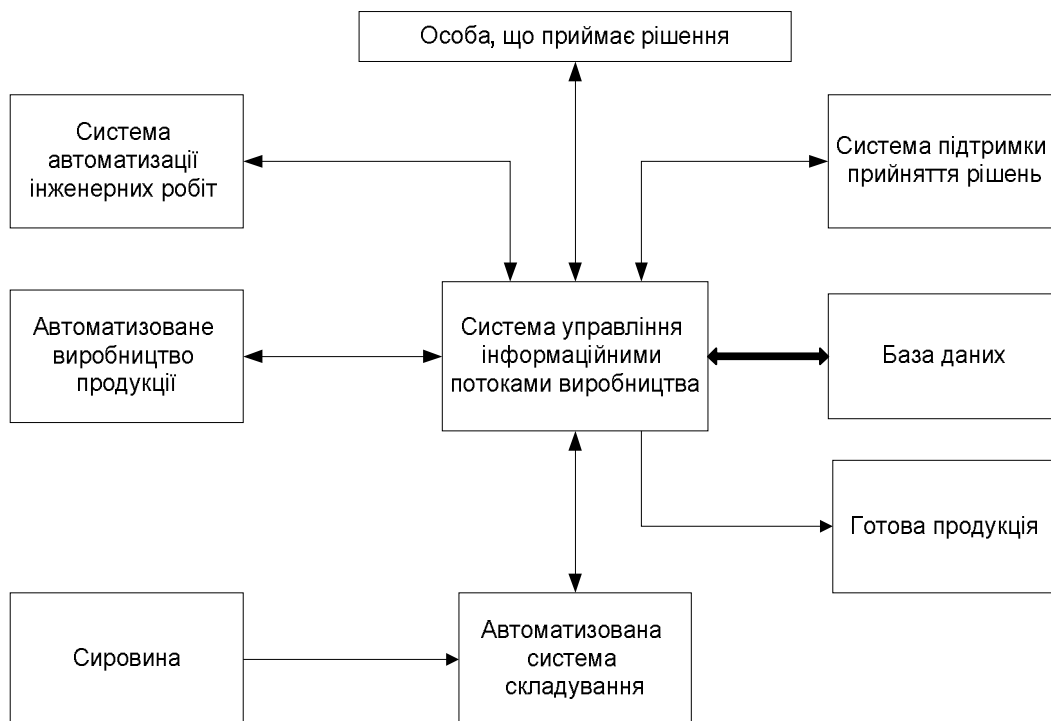 Особа, що приймає рішення
Система
автоматизації
інженерних робіт
Система підтримки
прийняття рішень
Автоматизоване
виробництво
продукції
Система управління
інформаційними
потоками виробництва
База даних
Готова продукція
Сировина
Автоматизована
система
складування